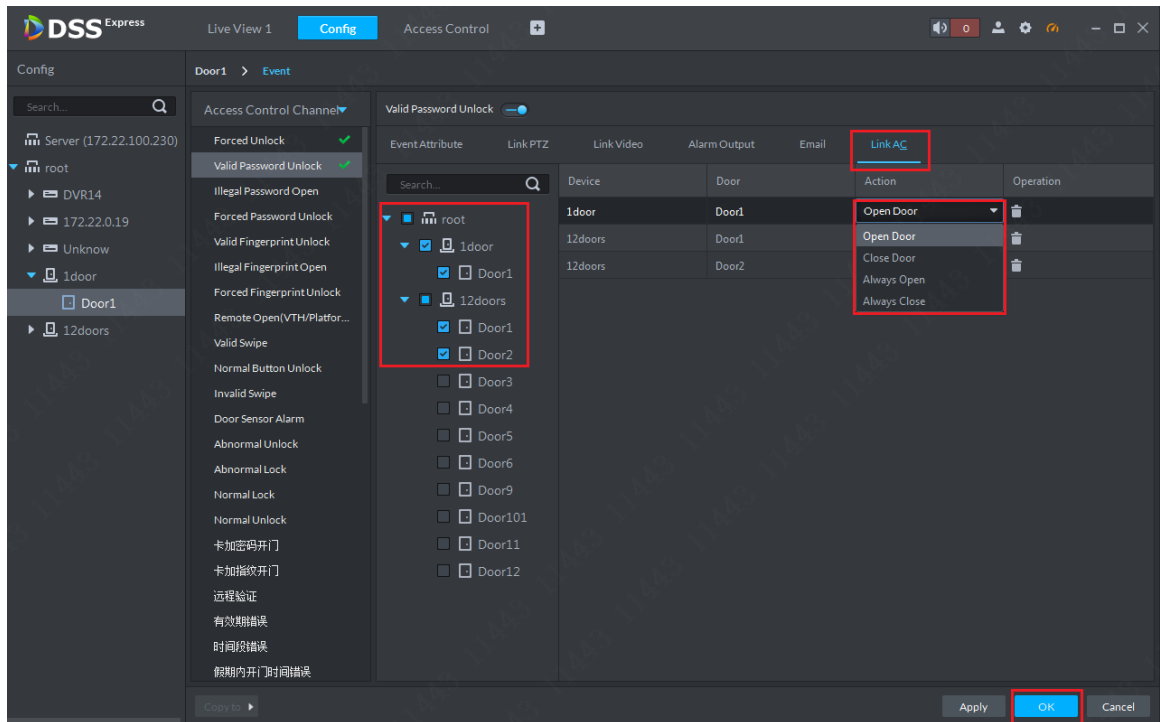 DSS Express
Live View 1
Config
Access Control
0
Config
Door1 > Event
Search...
Server (172.22.100.230)
root
DVR14
172.22.0.19
Unknow
1door
Door1
12doors
Access Control Channel
Forced Unlock
Valid Password Unlock
Illegal Password Open
Forced Password Unlock
Valid Fingerprint Unlock
Illegal Fingerprint Open
Forced Fingerprint Unlock
Remote Open(VTH/Platfor...
Valid Swipe
Normal Button Unlock
Invalid Swipe
Door Sensor Alarm
Abnormal Unlock
Abnormal Lock
Normal Lock
Normal Unlock
卡加密码开门
卡加指纹开门
远程验证
有效期错误
时间段错误
假期内开门时间错误
Valid Password Unlock
Event Attribute
Link PTZ
Link Video
Alarm Output
Email
Link AC
Search...
root
1door
Door1
12doors
Door1
Door2
Door3
Door4
Door5
Door6
Door9
Door101
Door11
Door12
Device Door Action Operation
1door Door1 Open Door
12doors Door1
12doors Door2
Open Door
Close Door
Always Open
Always Close
Copy to
Apply
OK
Cancel